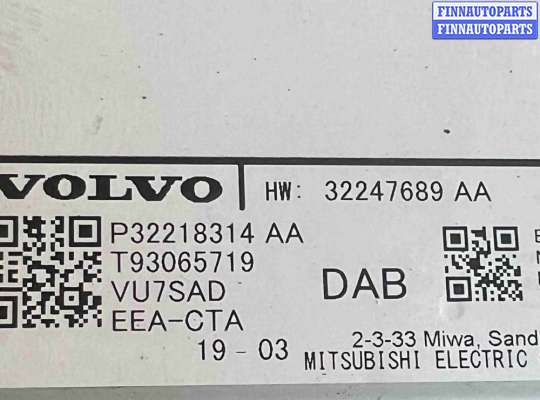 FINNAUTOPARTS
FINNAUTOPARTS
VOLVO HW: 32247689 AA
P32218314 AA
T93065719
VU7SAD
EEA-CTA
19-03
DAB
2-3-33 Miwa,
MITSUBISHI ELECTRIC